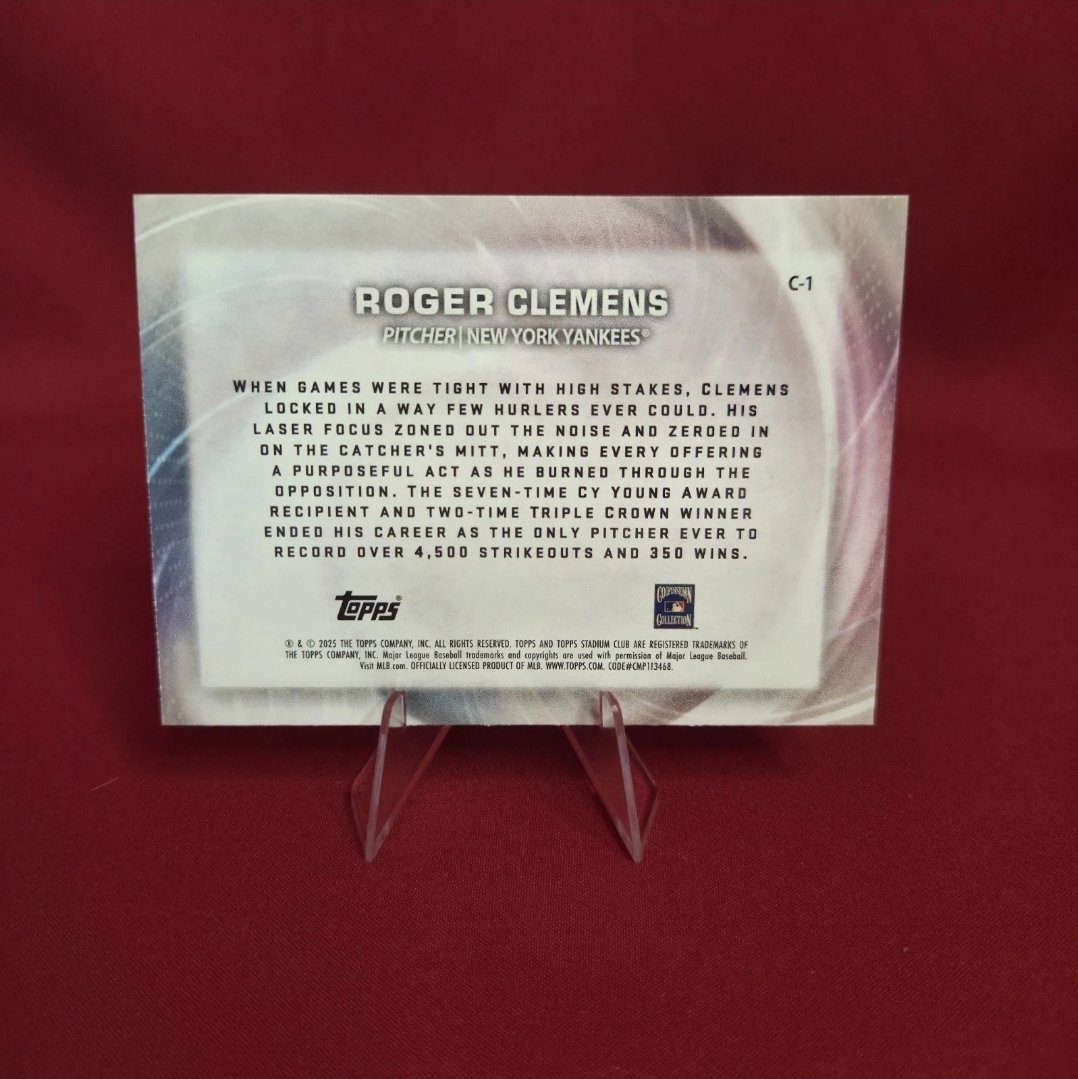 C-1
ROGER CLEMENS
PITCHER | NEW YORK YANKEES®
WHEN GAMES WERE TIGHT WITH HIGH STAKES, CLEMENS
LOCKED IN A WAY FEW HURLERS EVER COULD. HIS
LASER FOCUS ZONED OUT THE NOISE AND ZEROED IN
ON THE CATCHER'S MITT, MAKING EVERY OFFERING
A PURPOSEFUL ACT AS HE BURNED THROUGH THE
OPPOSITION. THE SEVEN-TIME CY YOUNG AWARD
RECIPIENT AND TWO-TIME TRIPLE CROWN WINNER
ENDED HIS CAREER AS THE ONLY PITCHER EVER TO
RECORD OVER 4,500 STRIKEOUTS AND 350 WINS.
topps®
COOPERSTOWN
COLLECTION™
® & © 2025 THE TOPPS COMPANY, INC. ALL RIGHTS RESERVED. TOPPS AND TOPPS STADIUM CLUB ARE REGISTERED TRADEMARKS OF
THE TOPPS COMPANY, INC. Major League Baseball trademarks and copyrights are used with permission of Major League Baseball.
Visit MLB.com. OFFICIALLY LICENSED PRODUCT OF MLB. WWW.TOPPS.COM. CODE#CMP113468.